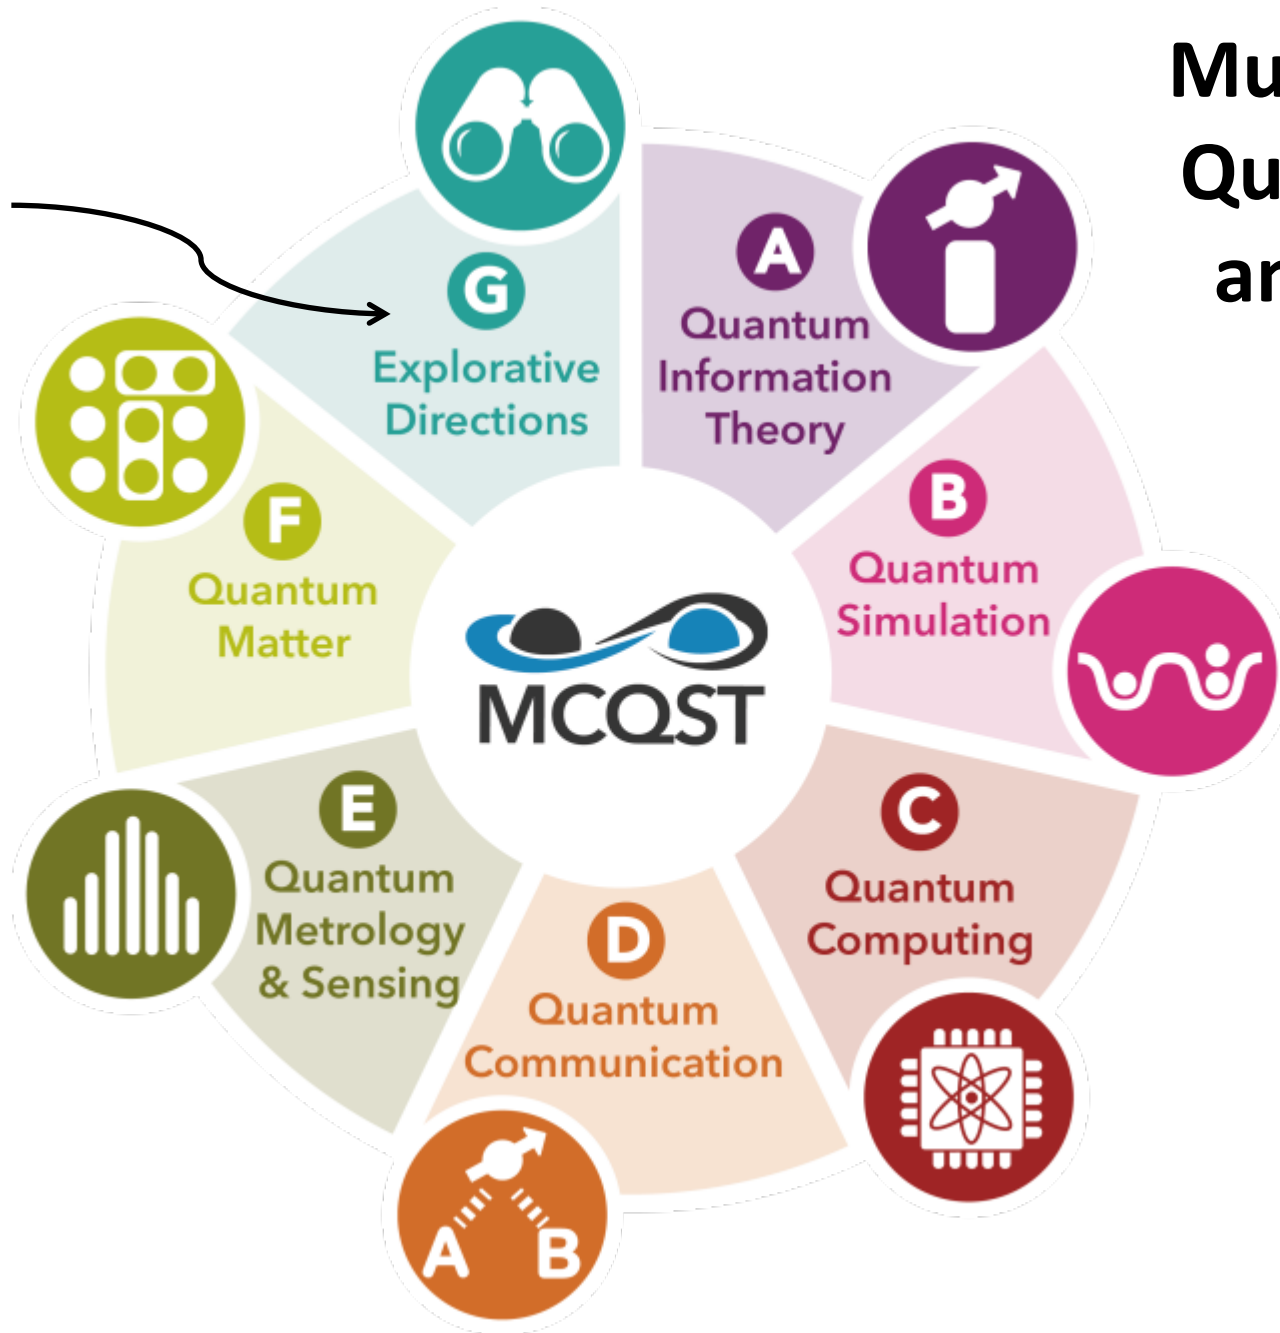 Mu
Qu
an
A
Quantum
Information
Theory
B
Quantum
Simulation
C
Quantum
Computing
D
Quantum
Communication
A B
E
Quantum
Metrology
& Sensing
F
Quantum
Matter
G
Explorative
Directions
MCQST